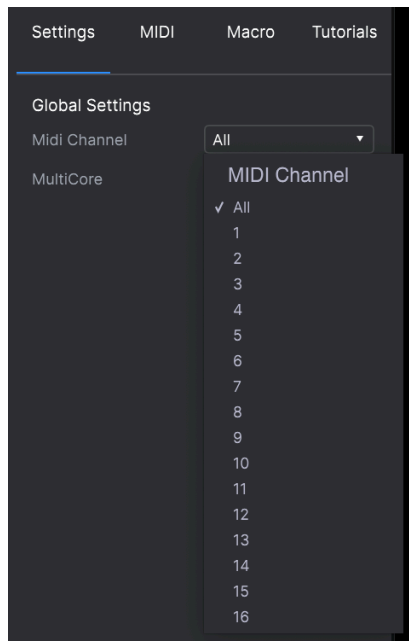 Settings MIDI Macro Tutorials
Global Settings
Midi Channel All
MultiCore
MIDI Channel
✓ All
1
2
3
4
5
6
7
8
9
10
11
12
13
14
15
16